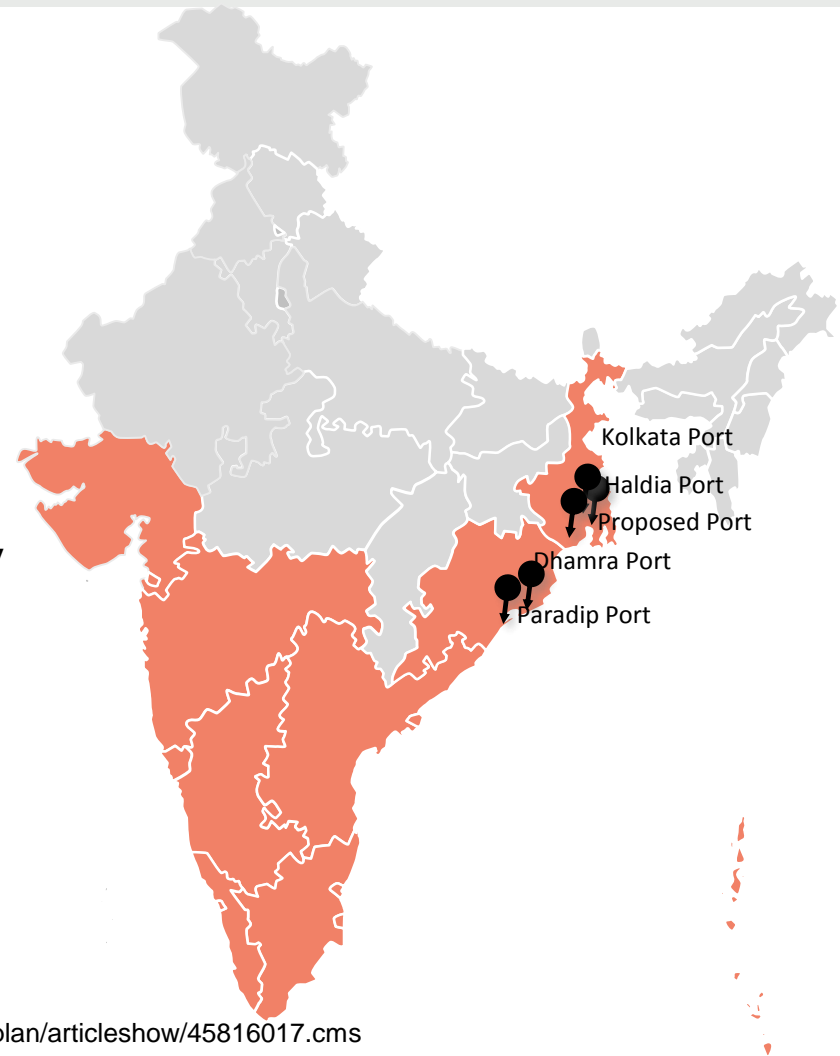 Kolkata Port
Haldia Port
Proposed Port
Dhamra Port
Paradip Port
plan/articleshow/45816017.cms